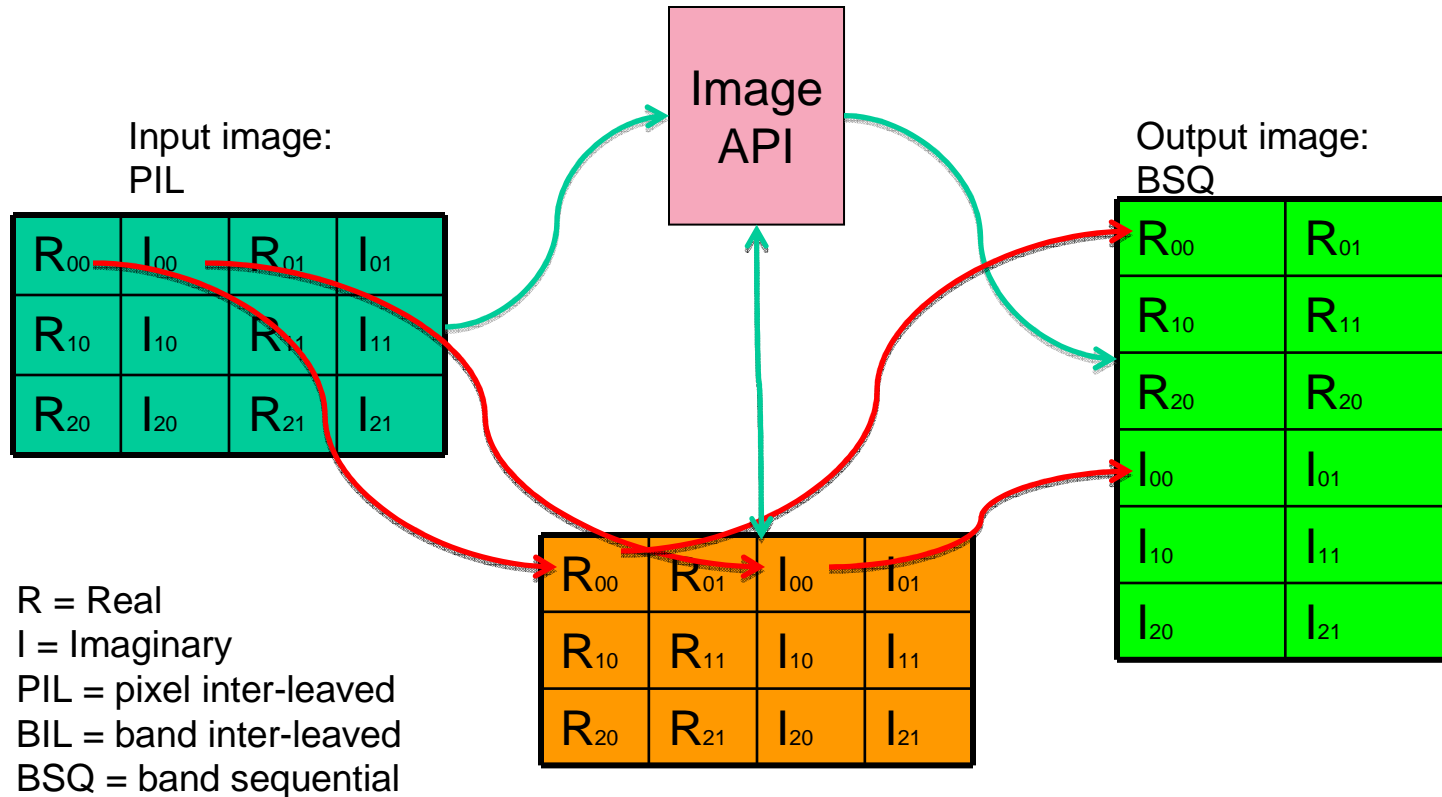 Image
API
Input image:
PIL
R00 I00 R01 I01
R10 I10 R11 I11
R20 I20 R21 I21
Output image:
BSQ
R00 R01
R10 R11
R20 R20
I00 I01
I10 I11
I20 I21
R00 R01 I00 I01
R10 R11 I10 I11
R20 R21 I20 I21
R = Real
I = Imaginary
PIL = pixel inter-leaved
BIL = band inter-leaved
BSQ = band sequential